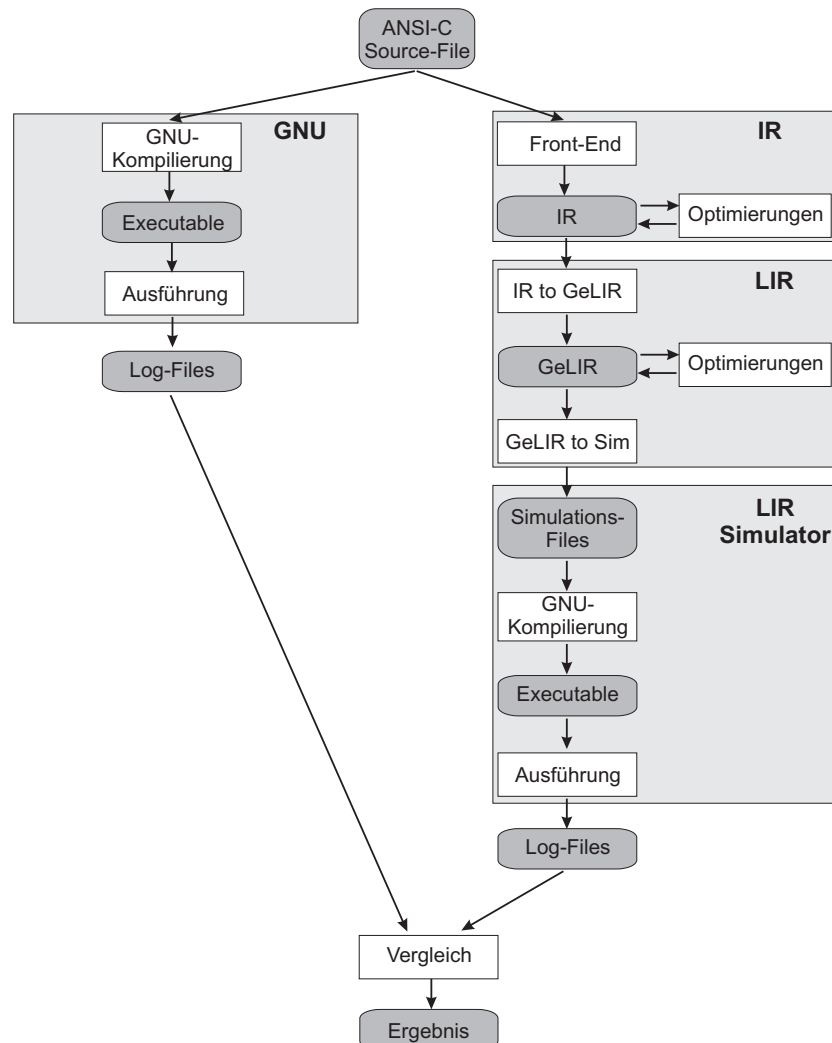 ANSI-C
Source-File
GNU
GNU-
Kompilierung
Executable
Ausführung
Log-Files
IR
Front-End
IR
Optimierungen
LIR
IR to GeLIR
GeLIR
Optimierungen
GeLIR to Sim
LIR
Simulator
Simulations-
Files
GNU-
Kompilierung
Executable
Ausführung
Log-Files
Vergleich
Ergebnis